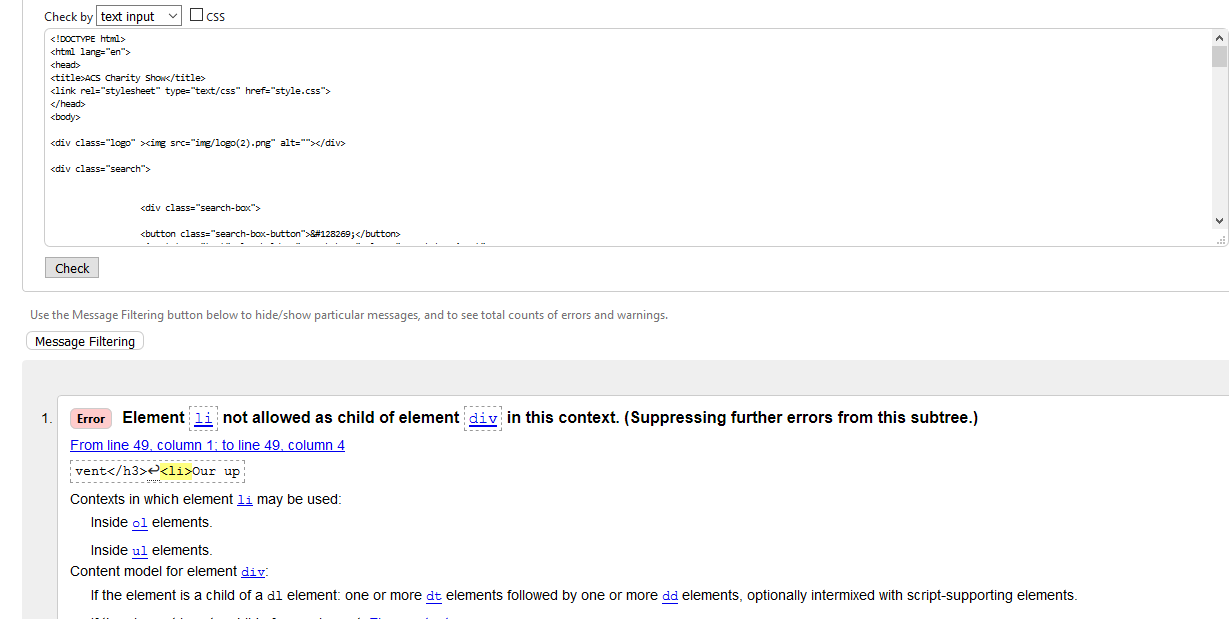 Check by text input CSS
<!DOCTYPE html>
<html lang="en">
<head>
<title>ACS Charity Show</title>
<link rel="stylesheet" type="text/css" href="style.css">
</head>
<body>
<div class="logo" ><img src="img/logo(2).png" alt=""></div>
<div class="search">
<div class="search-box">
<button class="search-box-button">&#128269;</button>
Check
Use the Message Filtering button below to hide/show particular messages, and to see total counts of errors and warnings.
Message Filtering
1. Error Element li not allowed as child of element div in this context. (Suppressing further errors from this subtree.)
From line 49, column 1; to line 49, column 4
vent</h3>↩<li>Our up
Contexts in which element li may be used:
Inside ol elements.
Inside ul elements.
Content model for element div:
If the element is a child of a dl element: one or more dt elements followed by one or more dd elements, optionally intermixed with script-supporting elements.